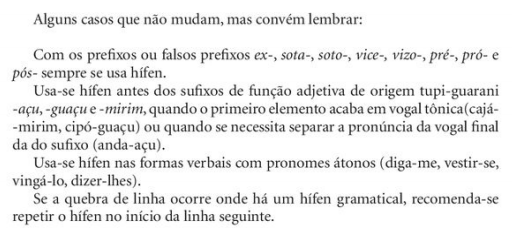 Alguns casos que não mudam, mas convém lembrar:
Com os prefixos ou falsos prefixos ex-, sota-, soto-, vice-, vizo-, pré-, pró- e
pós- sempre se usa hífen.
Usa-se hífen antes dos sufixos de função adjetiva de origem tupi-guarani
-açu, -guaçu e -mirim, quando o primeiro elemento acaba em vogal tônica(cajá-
-mirim, cipó-guaçu) ou quando se necessita separar a pronúncia da vogal final
da do sufixo (anda-açu).
Usa-se hífen nas formas verbais com pronomes átonos (diga-me, vestir-se,
vingá-lo, dizer-lhes).
Se a quebra de linha ocorre onde há um hífen gramatical, recomenda-se
repetir o hífen no início da linha seguinte.